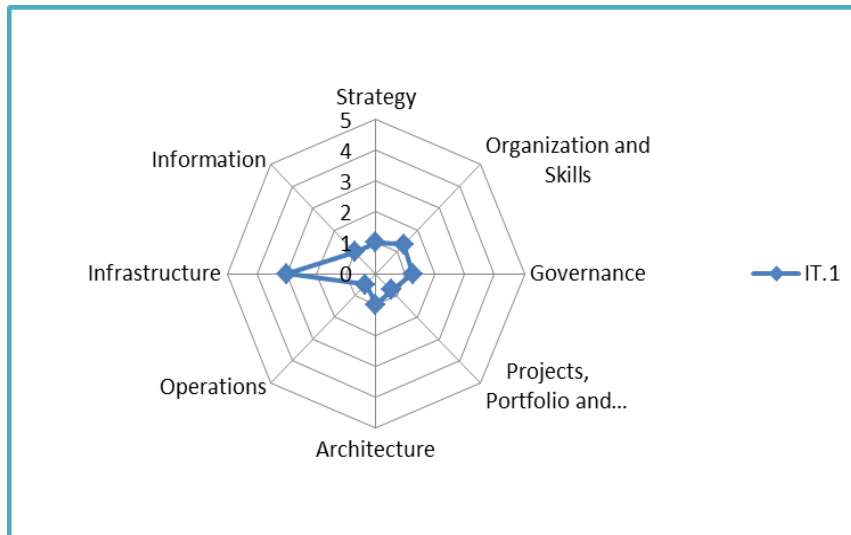 Strategy
5
4
3
2
1
0
Organization and
Skills
Governance
Projects,
Portfolio and...
Architecture
Operations
Infrastructure
Information
IT.1